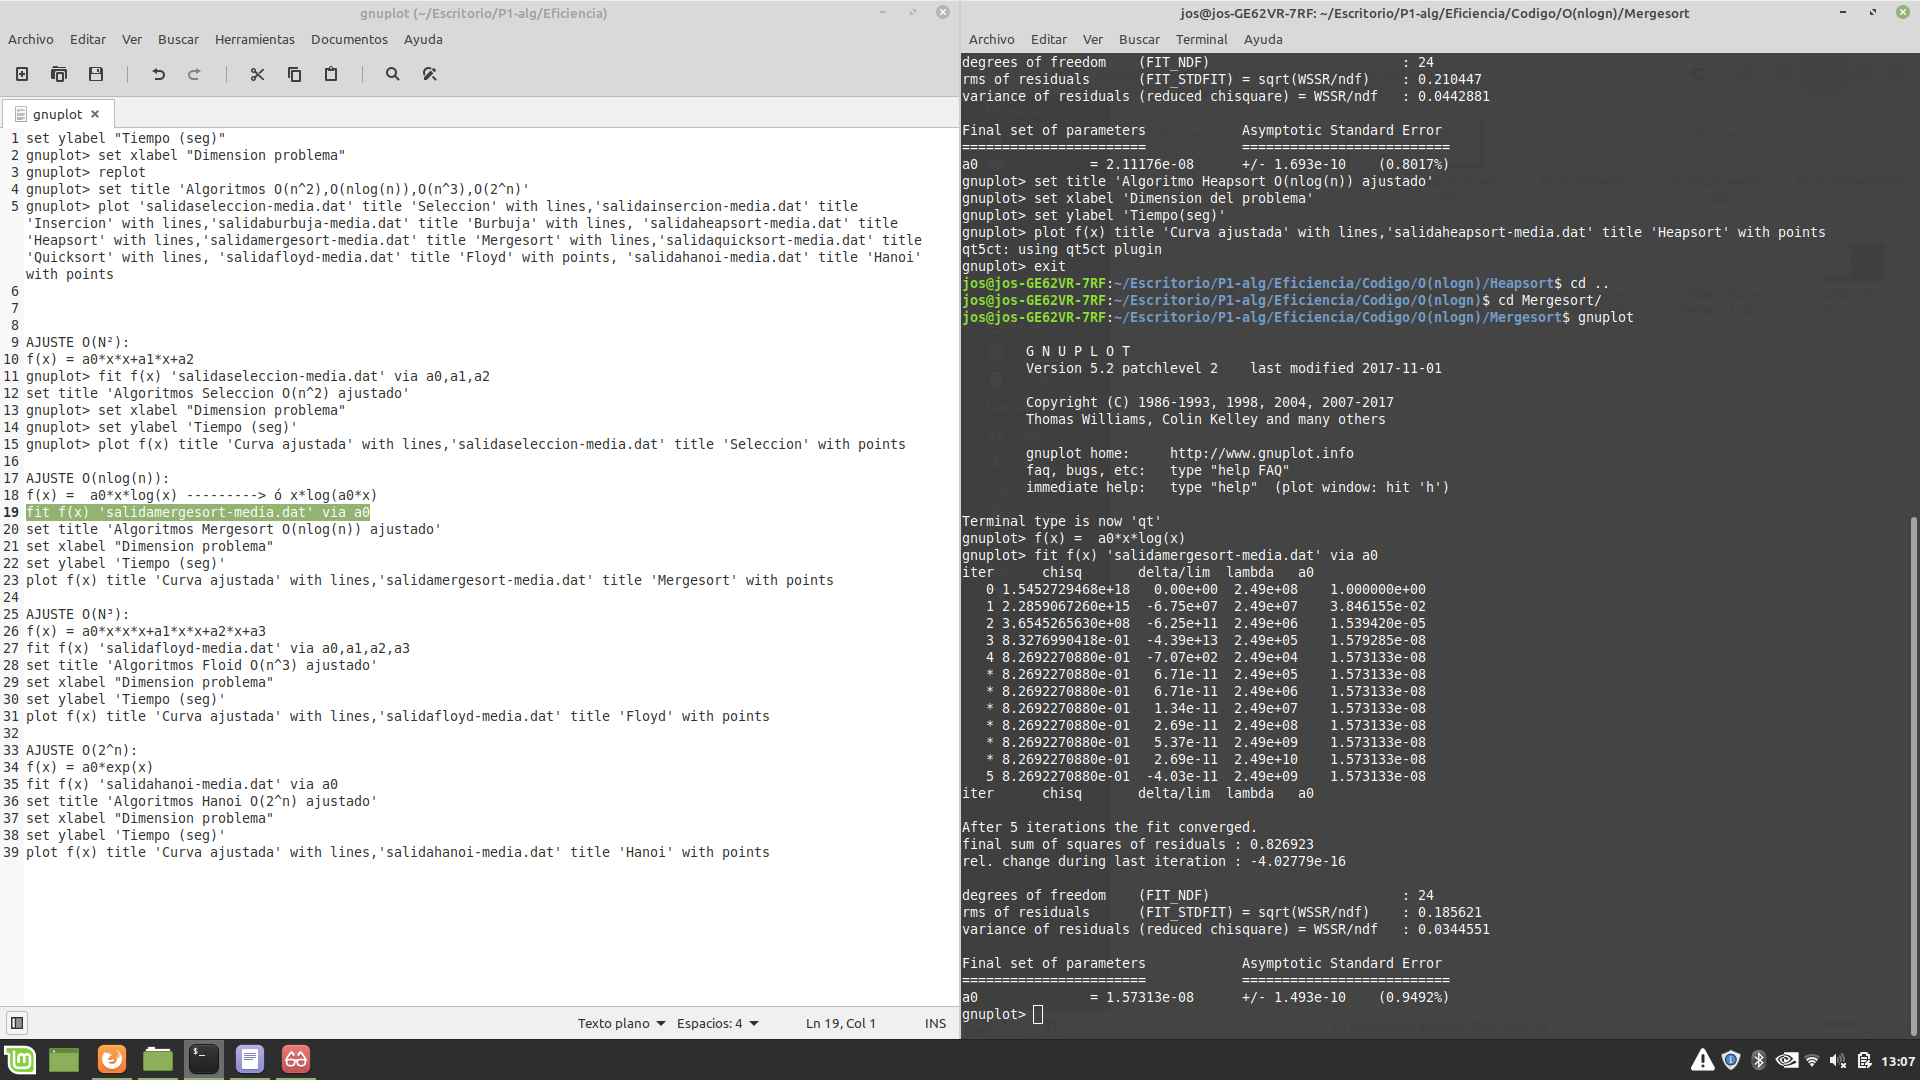 gnuplot (~/Escritorio/P1-alg/Eficiencia)
Archivo Editar Ver Buscar Herramientas Documentos Ayuda
gnuplot
1 set ylabel "Tiempo (seg)"
2 gnuplot> set xlabel "Dimension problema"
3 gnuplot> replot
4 gnuplot> set title 'Algoritmos O(n^2),O(nlog(n)),O(n^3),O(2^n)'
5 gnuplot> plot 'salidaseleccion-media.dat' title 'Seleccion' with lines,'salidainsercion-media.dat' title
'Insercion' with lines,'salidaburbuja-media.dat' title 'Burbuja' with lines, 'salidaheapsort-media.dat' title
'Heapsort' with lines,'salidamergesort-media.dat' title 'Mergesort' with lines,'salidaquicksort-media.dat' title
'Quicksort' with lines, 'salidafloyd-media.dat' title 'Floyd' with points, 'salidahanoi-media.dat' title 'Hanoi'
with points
6
7
8
9 AJUSTE O(N²):
10 f(x) = a0*x*x+a1*x+a2
11 gnuplot> fit f(x) 'salidaseleccion-media.dat' via a0,a1,a2
12 set title 'Algoritmos Seleccion O(n^2) ajustado'
13 gnuplot> set xlabel "Dimension problema"
14 gnuplot> set ylabel 'Tiempo (seg)'
15 gnuplot> plot f(x) title 'Curva ajustada' with lines,'salidaseleccion-media.dat' title 'Seleccion' with points
16
17 AJUSTE O(nlog(n)):
18 f(x) =  a0*x*log(x) ---------> ó x*log(a0*x)
19 fit f(x) 'salidamergesort-media.dat' via a0
20 set title 'Algoritmos Mergesort O(nlog(n)) ajustado'
21 set xlabel "Dimension problema"
22 set ylabel 'Tiempo (seg)'
23 plot f(x) title 'Curva ajustada' with lines,'salidamergesort-media.dat' title 'Mergesort' with points
24
25 AJUSTE O(N³):
26 f(x) = a0*x*x*x+a1*x*x+a2*x+a3
27 fit f(x) 'salidafloyd-media.dat' via a0,a1,a2,a3
28 set title 'Algoritmos Floid O(n^3) ajustado'
29 set xlabel "Dimension problema"
30 set ylabel 'Tiempo (seg)'
31 plot f(x) title 'Curva ajustada' with lines,'salidafloyd-media.dat' title 'Floyd' with points
32
33 AJUSTE O(2^n):
34 f(x) = a0*exp(x)
35 fit f(x) 'salidahanoi-media.dat' via a0
36 set title 'Algoritmos Hanoi O(2^n) ajustado'
37 set xlabel "Dimension problema"
38 set ylabel 'Tiempo (seg)'
39 plot f(x) title 'Curva ajustada' with lines,'salidahanoi-media.dat' title 'Hanoi' with points
Texto plano Espacios: 4 Ln 19, Col 1 INS
jos@jos-GE62VR-7RF: ~/Escritorio/P1-alg/Eficiencia/Codigo/O(nlogn)/Mergesort
Archivo Editar Ver Buscar Terminal Ayuda
degrees of freedom    (FIT_NDF)                        : 24
rms of residuals      (FIT_STDFIT) = sqrt(WSSR/ndf)    : 0.210447
variance of residuals (reduced chisquare) = WSSR/ndf   : 0.0442881
Final set of parameters            Asymptotic Standard Error
=======================            ==========================
a0              = 2.11176e-08      +/- 1.693e-10    (0.8017%)
gnuplot> set title 'Algoritmo Heapsort O(nlog(n)) ajustado'
gnuplot> set xlabel 'Dimension del problema'
gnuplot> set ylabel 'Tiempo(seg)'
gnuplot> plot f(x) title 'Curva ajustada' with lines,'salidaheapsort-media.dat' title 'Heapsort' with points
qt5ct: using qt5ct plugin
gnuplot> exit
jos@jos-GE62VR-7RF:~/Escritorio/P1-alg/Eficiencia/Codigo/O(nlogn)/Heapsort$ cd ..
jos@jos-GE62VR-7RF:~/Escritorio/P1-alg/Eficiencia/Codigo/O(nlogn)$ cd Mergesort/
jos@jos-GE62VR-7RF:~/Escritorio/P1-alg/Eficiencia/Codigo/O(nlogn)/Mergesort$ gnuplot
G N U P L O T
Version 5.2 patchlevel 2    last modified 2017-11-01
Copyright (C) 1986-1993, 1998, 2004, 2007-2017
Thomas Williams, Colin Kelley and many others
gnuplot home:     http://www.gnuplot.info
faq, bugs, etc:   type "help FAQ"
immediate help:   type "help"  (plot window: hit 'h')
Terminal type is now 'qt'
gnuplot> f(x) =  a0*x*log(x)
gnuplot> fit f(x) 'salidamergesort-media.dat' via a0
iter      chisq       delta/lim  lambda   a0
0 1.5452729468e+18   0.00e+00  2.49e+08    1.000000e+00
1 2.2859067260e+15  -6.75e+07  2.49e+07    3.846155e-02
2 3.6545265630e+08  -6.25e+11  2.49e+06    1.539420e-05
3 8.3276990418e-01  -4.39e+13  2.49e+05    1.579285e-08
4 8.2692270880e-01  -7.07e+02  2.49e+04    1.573133e-08
* 8.2692270880e-01   6.71e-11  2.49e+05    1.573133e-08
* 8.2692270880e-01   6.71e-11  2.49e+06    1.573133e-08
* 8.2692270880e-01   1.34e-11  2.49e+07    1.573133e-08
* 8.2692270880e-01   2.69e-11  2.49e+08    1.573133e-08
* 8.2692270880e-01   5.37e-11  2.49e+09    1.573133e-08
* 8.2692270880e-01   2.69e-11  2.49e+10    1.573133e-08
5 8.2692270880e-01  -4.03e-11  2.49e+09    1.573133e-08
iter      chisq       delta/lim  lambda   a0
After 5 iterations the fit converged.
final sum of squares of residuals : 0.826923
rel. change during last iteration : -4.02779e-16
degrees of freedom    (FIT_NDF)                        : 24
rms of residuals      (FIT_STDFIT) = sqrt(WSSR/ndf)    : 0.185621
variance of residuals (reduced chisquare) = WSSR/ndf   : 0.0344551
Final set of parameters            Asymptotic Standard Error
=======================            ==========================
a0              = 1.57313e-08      +/- 1.493e-10    (0.9492%)
gnuplot>
13:07